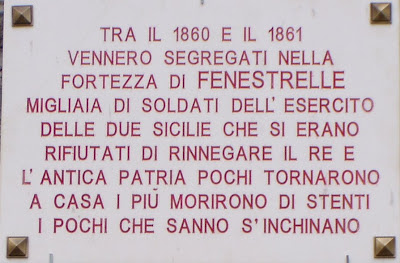 TRA IL 1860 E IL 1861
VENNERO SEGREGATI NELLA
FORTEZZA DI FENESTRELLE
MIGLIAIA DI SOLDATI DELL' ESERCITO
DELLE DUE SICILIE CHE SI ERANO
RIFIUTATI DI RINNEGARE IL RE E
L' ANTICA PATRIA POCHI TORNARONO
A CASA I PIÙ MORIRONO DI STENTI
I POCHI CHE SANNO S'INCHINANO